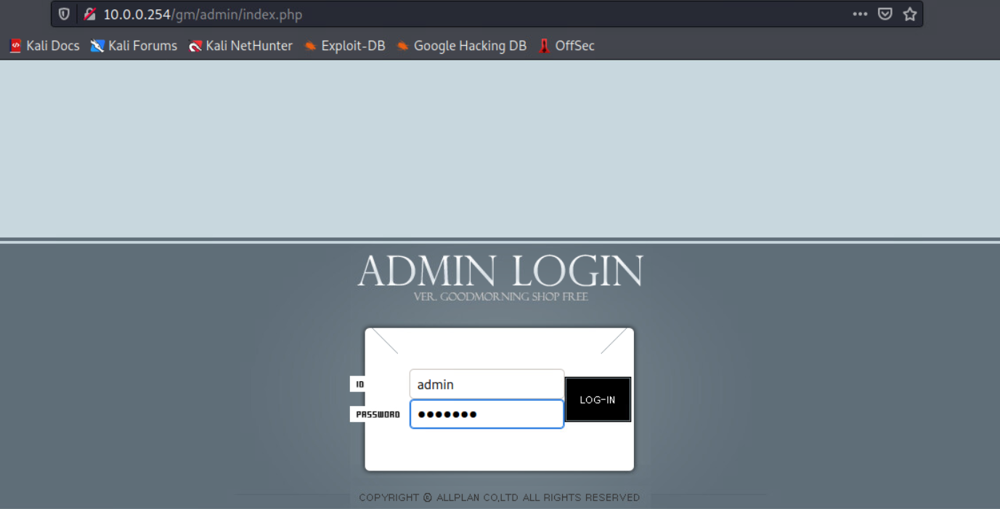 10.0.0.254/gm/admin/index.php
Kali Docs Kali Forums Kali NetHunter Exploit-DB Google Hacking DB OffSec
ADMIN LOGIN
VER. GOODMORNING SHOP FREE
ID admin
LOG-IN
PASSWORD
COPYRIGHT © ALLPLAN CO,LTD ALL RIGHTS RESERVED